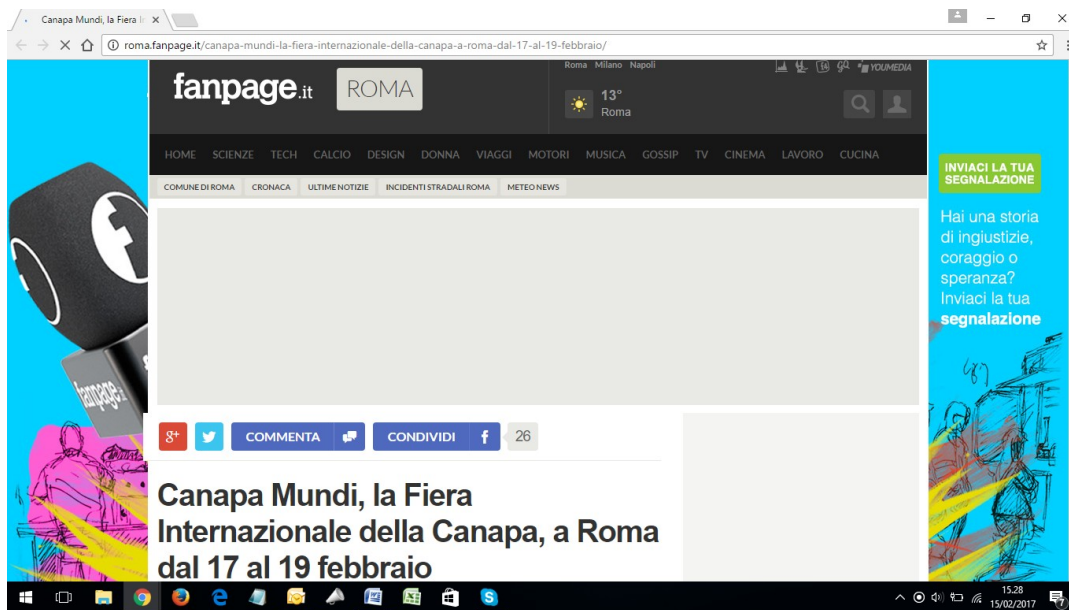 Canapa Mundi, la Fiera In
roma.fanpage.it/canapa-mundi-la-fiera-internazionale-della-canapa-a-roma-dal-17-al-19-febbraio/
fanpage.it ROMA
Roma Milano Napoli
YOUMEDIA
13°
Roma
HOME SCIENZE TECH CALCIO DESIGN DONNA VIAGGI MOTORI MUSICA GOSSIP TV CINEMA LAVORO CUCINA
COMUNE DI ROMA CRONACA ULTIME NOTIZIE INCIDENTI STRADALI ROMA METEO NEWS
INVIACI LA TUA
SEGNALAZIONE
Hai una storia
di ingiustizie,
coraggio o
speranza?
Inviaci la tua
segnalazione
fanpage.it
g+ COMMENTA CONDIVIDI f 26
Canapa Mundi, la Fiera
Internazionale della Canapa, a Roma
dal 17 al 19 febbraio
15.28
15/02/2017